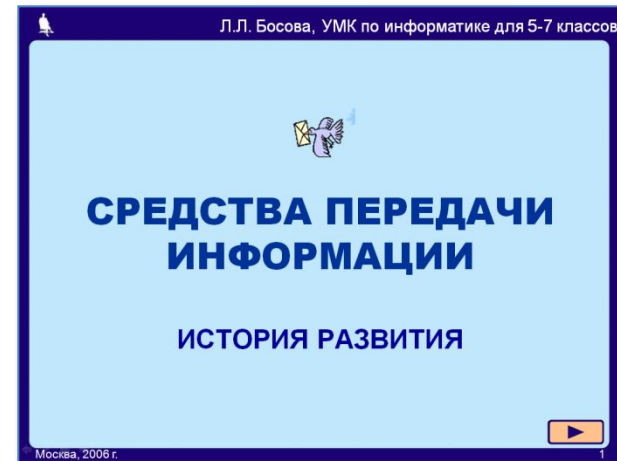 Л.Л. Босова, УМК по информатике для 5-7 классов
СРЕДСТВА ПЕРЕДАЧИ
ИНФОРМАЦИИ
ИСТОРИЯ РАЗВИТИЯ
Москва, 2006 г.
1